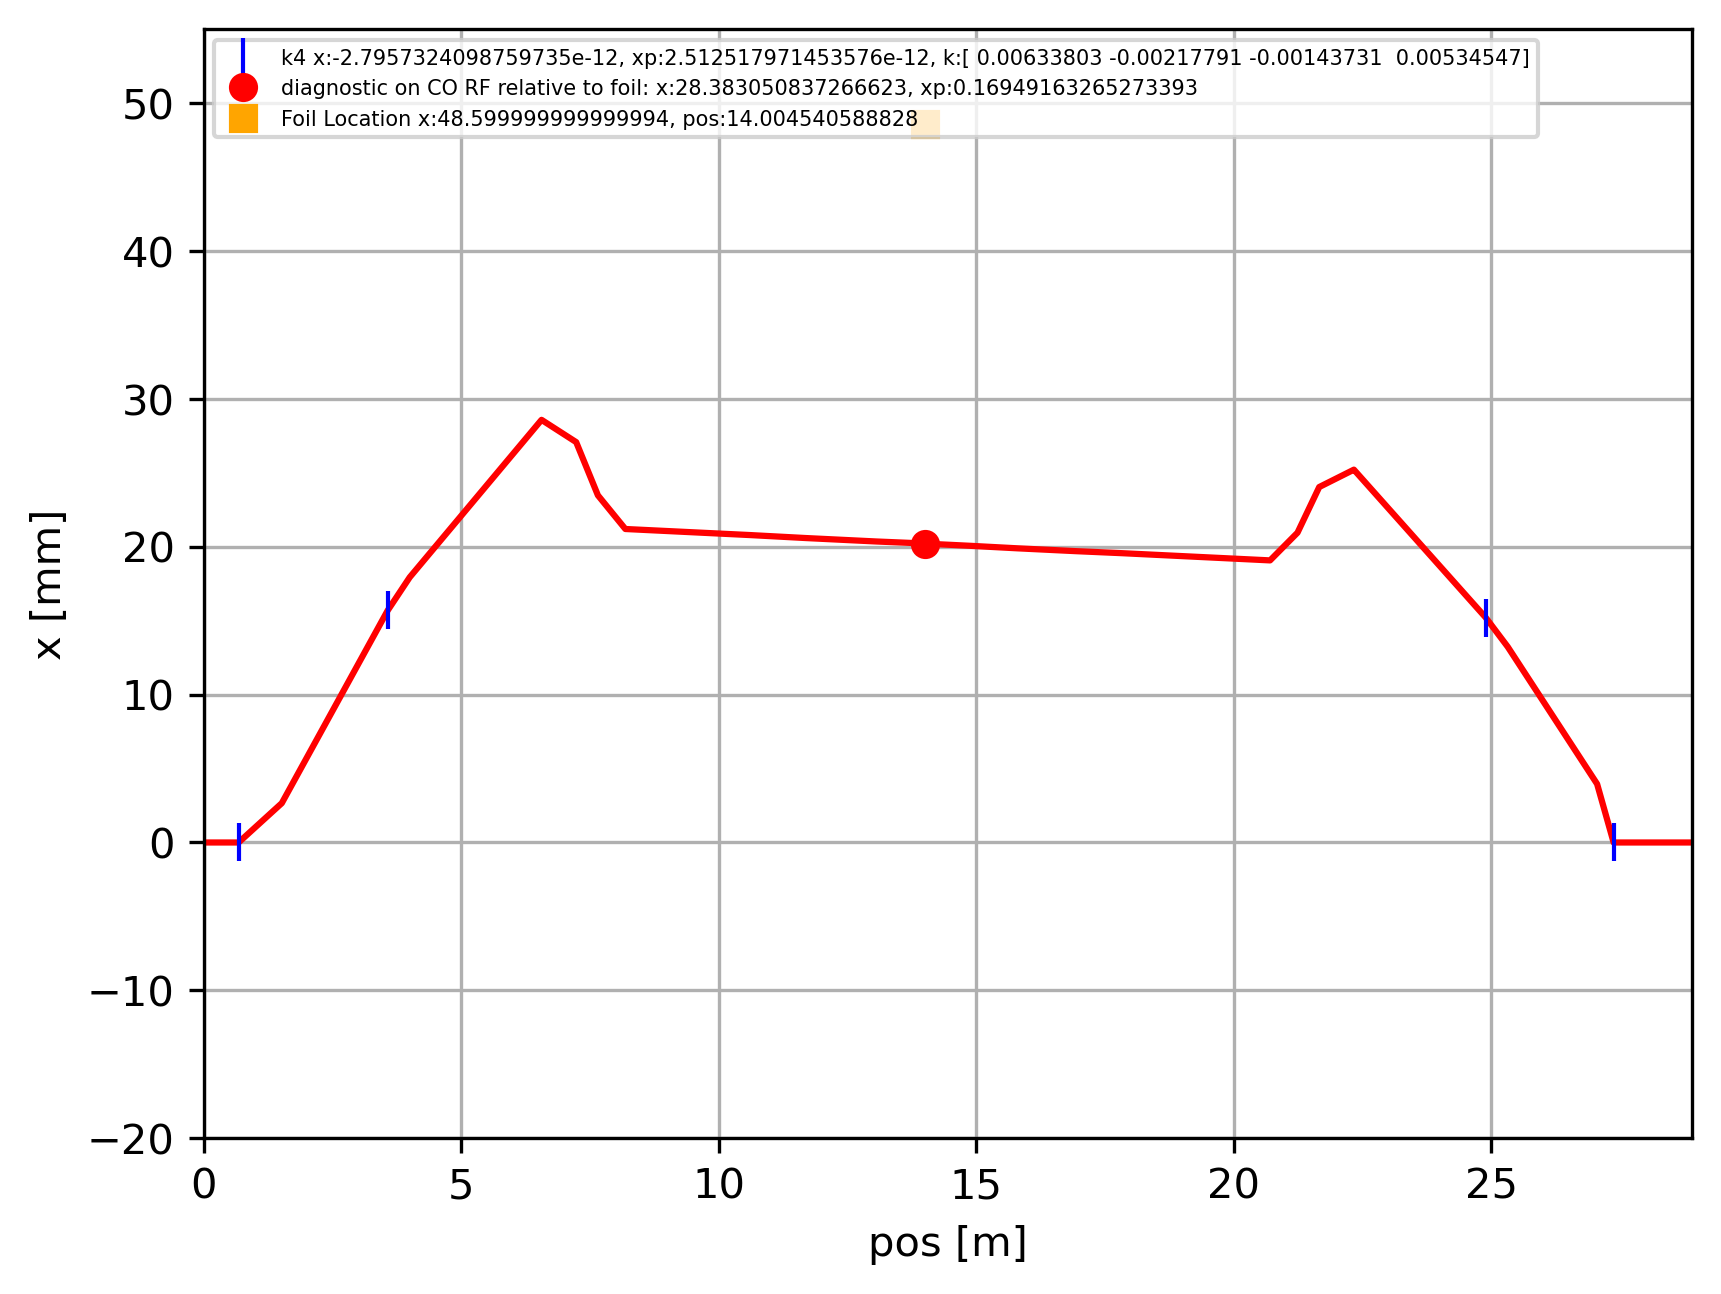 k4 x:-2.7957324098759735e-12, xp:2.512517971453576e-12, k:[ 0.00633803 -0.00217791 -0.00143731  0.00534547]
diagnostic on CO RF relative to foil: x:28.383050837266623, xp:0.16949163265273393
Foil Location x:48.599999999999994, pos:14.004540588828
50
40
30
20
10
0
−10
−20
x [mm]
0 5 10 15 20 25
pos [m]